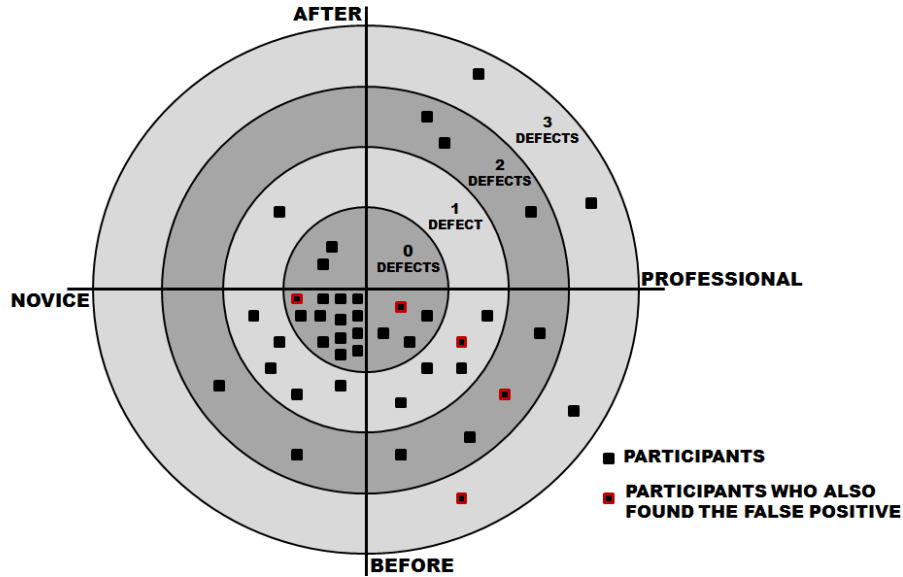 AFTER
3
DEFECTS
2
DEFECTS
1
DEFECT
0
DEFECTS
PROFESSIONAL
NOVICE
PARTICIPANTS
PARTICIPANTS WHO ALSO
FOUND THE FALSE POSITIVE
BEFORE